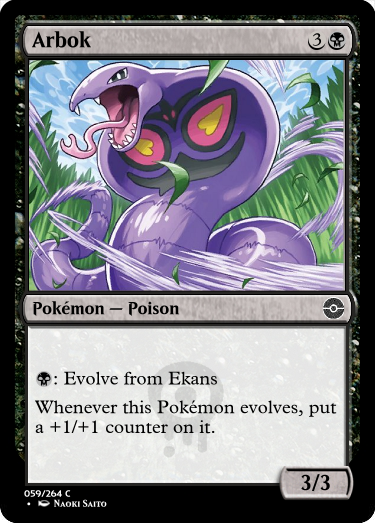 Arbok 3
Pokémon — Poison
: Evolve from Ekans
Whenever this Pokémon evolves, put
a +1/+1 counter on it.
3/3
059/264 C
• Naoki Saito